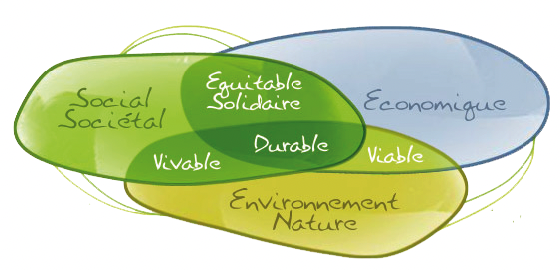 Equitable
Solidaire
Social
Sociétal
Economique
Durable
Vivable
Viable
Environnement
Nature